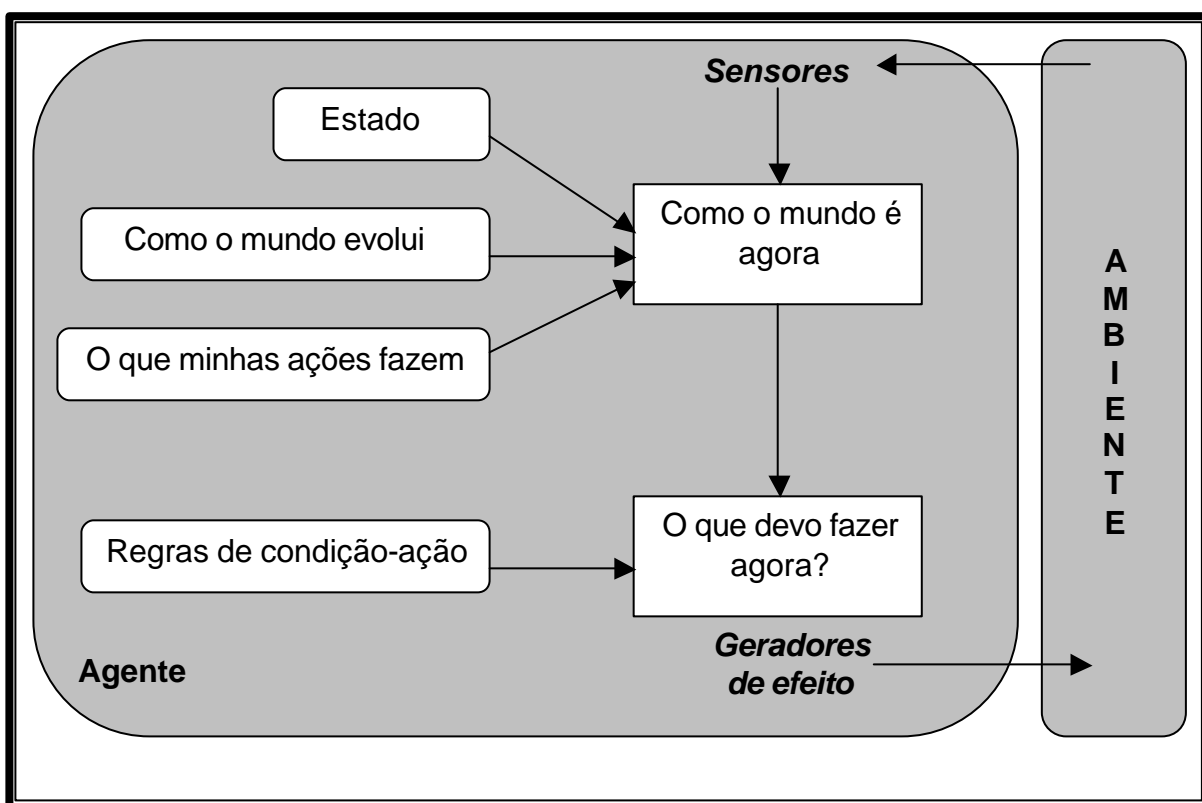 Sensores
Estado
Como o mundo é
agora
Como o mundo evolui
O que minhas ações fazem
O que devo fazer
agora?
Regras de condição-ação
Geradores
de efeito
Agente
A
M
B
I
E
N
T
E